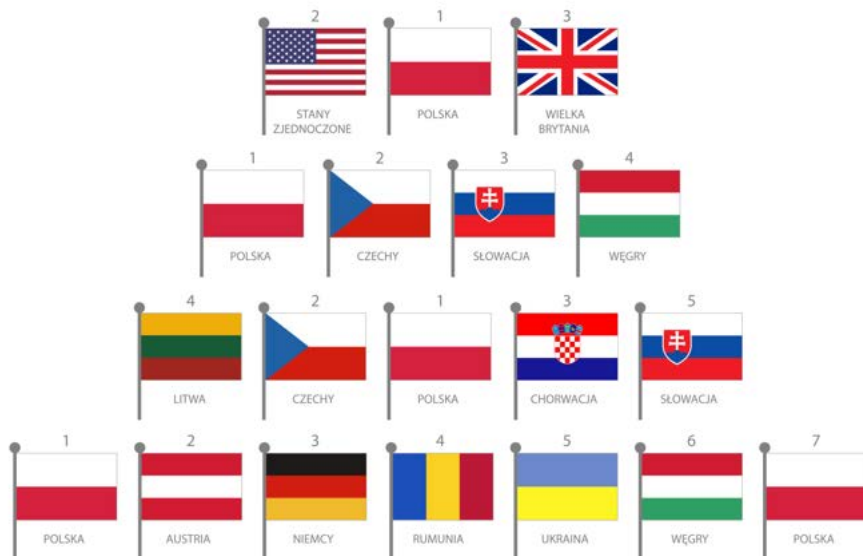 2 1 3
STANY
ZJEDNOCZONE
POLSKA
WIELKA
BRYTANIA
1 2 3 4
POLSKA CZECHY SŁOWACJA WĘGRY
4 2 1 3 5
LITWA CZECHY POLSKA CHORWACJA SŁOWACJA
1 2 3 4 5 6 7
POLSKA AUSTRIA NIEMCY RUMUNIA UKRAINA WĘGRY POLSKA